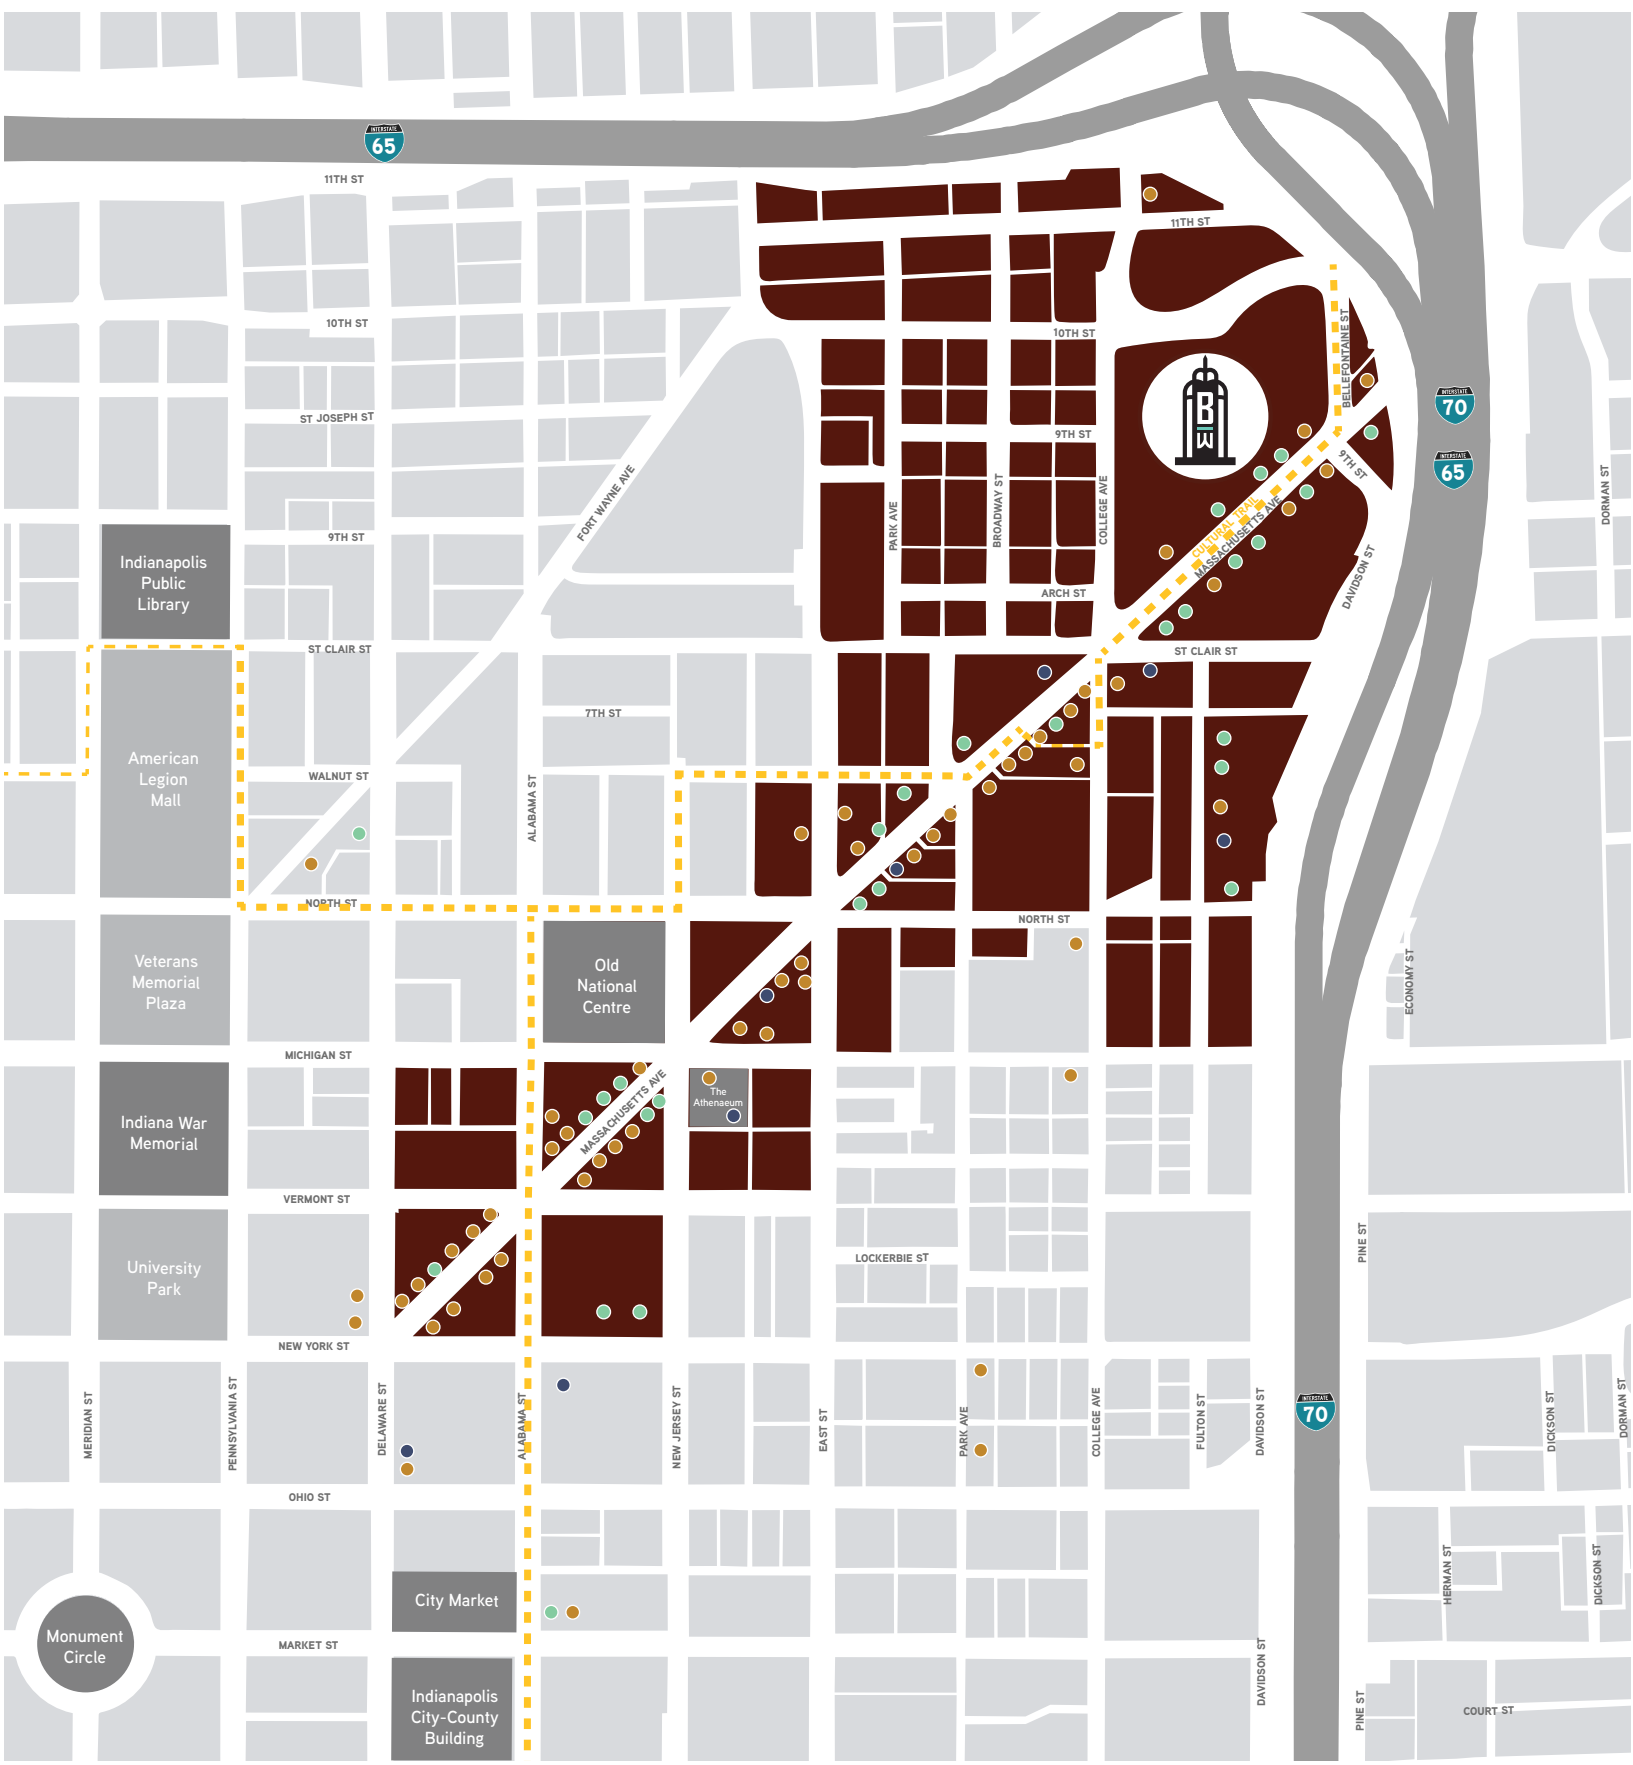 INTERSTATE
65
11TH ST
11TH ST
10TH ST
10TH ST
BELLEFONTAINE ST
INTERSTATE
70
B
W
ST JOSEPH ST
9TH ST
9TH ST
INTERSTATE
65
FORT WAYNE AVE
PARK AVE
BROADWAY ST
COLLEGE AVE
CULTURAL TRAIL
MASSACHUSETTS AVE
DORMAN ST
9TH ST
Indianapolis
Public
Library
DAVIDSON ST
ARCH ST
ST CLAIR ST
ST CLAIR ST
7TH ST
American
Legion
Mall
WALNUT ST
ALABAMA ST
NORTH ST
NORTH ST
Veterans
Memorial
Plaza
Old
National
Centre
ECONOMY ST
MICHIGAN ST
MASSACHUSETTS AVE
The
Athenaeum
Indiana War
Memorial
VERMONT ST
University
Park
LOCKERBIE ST
PINE ST
NEW YORK ST
MERIDIAN ST
PENNSYLVANIA ST
DELAWARE ST
ALABAMA ST
NEW JERSEY ST
EAST ST
PARK AVE
COLLEGE AVE
FULTON ST
DAVIDSON ST
INTERSTATE
70
DICKSON ST
DORMAN ST
OHIO ST
City Market
HERMAN ST
DICKSON ST
Monument
Circle
MARKET ST
DAVIDSON ST
Indianapolis
City-County
Building
PINE ST
COURT ST